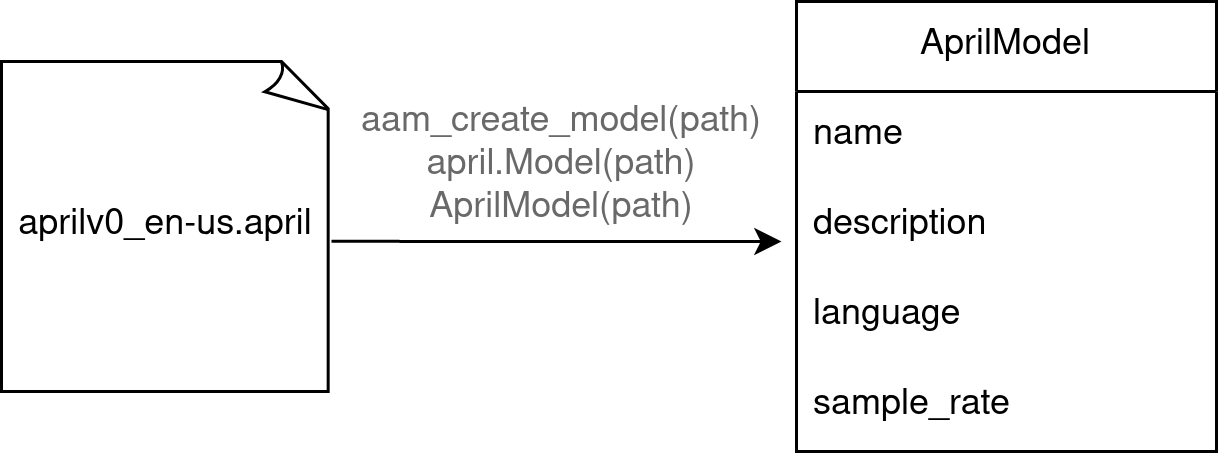 aprilv0_en-us.april
aam_create_model(path)
april.Model(path)
AprilModel(path)
AprilModel
name
description
language
sample_rate